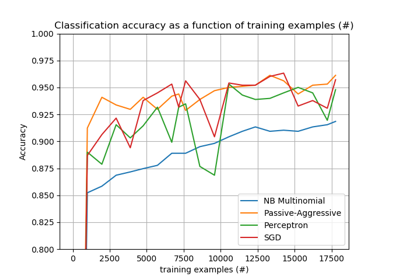 Classification accuracy as a function of training examples (#)
1.000
0.975
0.950
0.925
0.900
0.875
0.850
0.825
0.800
Accuracy
NB Multinomial
Passive-Aggressive
Perceptron
SGD
0 2500 5000 7500 10000 12500 15000 17500
training examples (#)